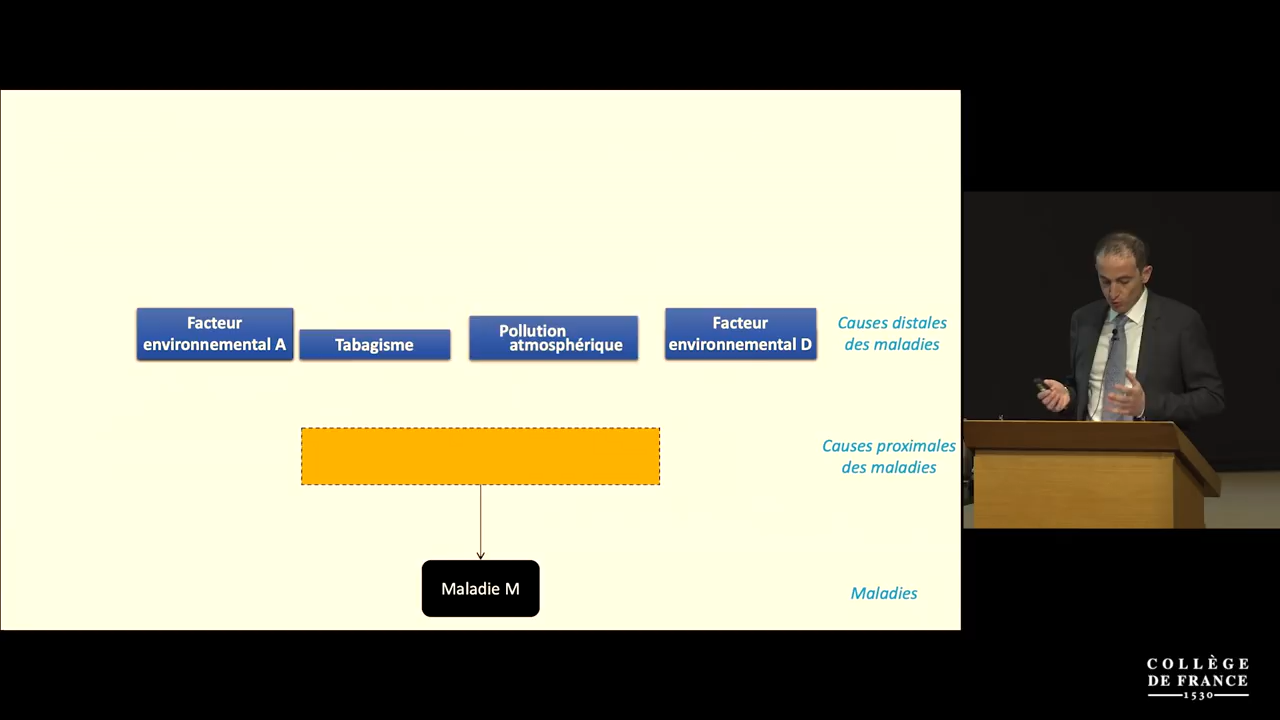 Facteur
environnemental A
Tabagisme
Pollution
atmosphérique
Facteur
environnemental D
Causes distales
des maladies
Causes proximales
des maladies
Maladie M
Maladies
COLLÈGE
DE FRANCE
1530